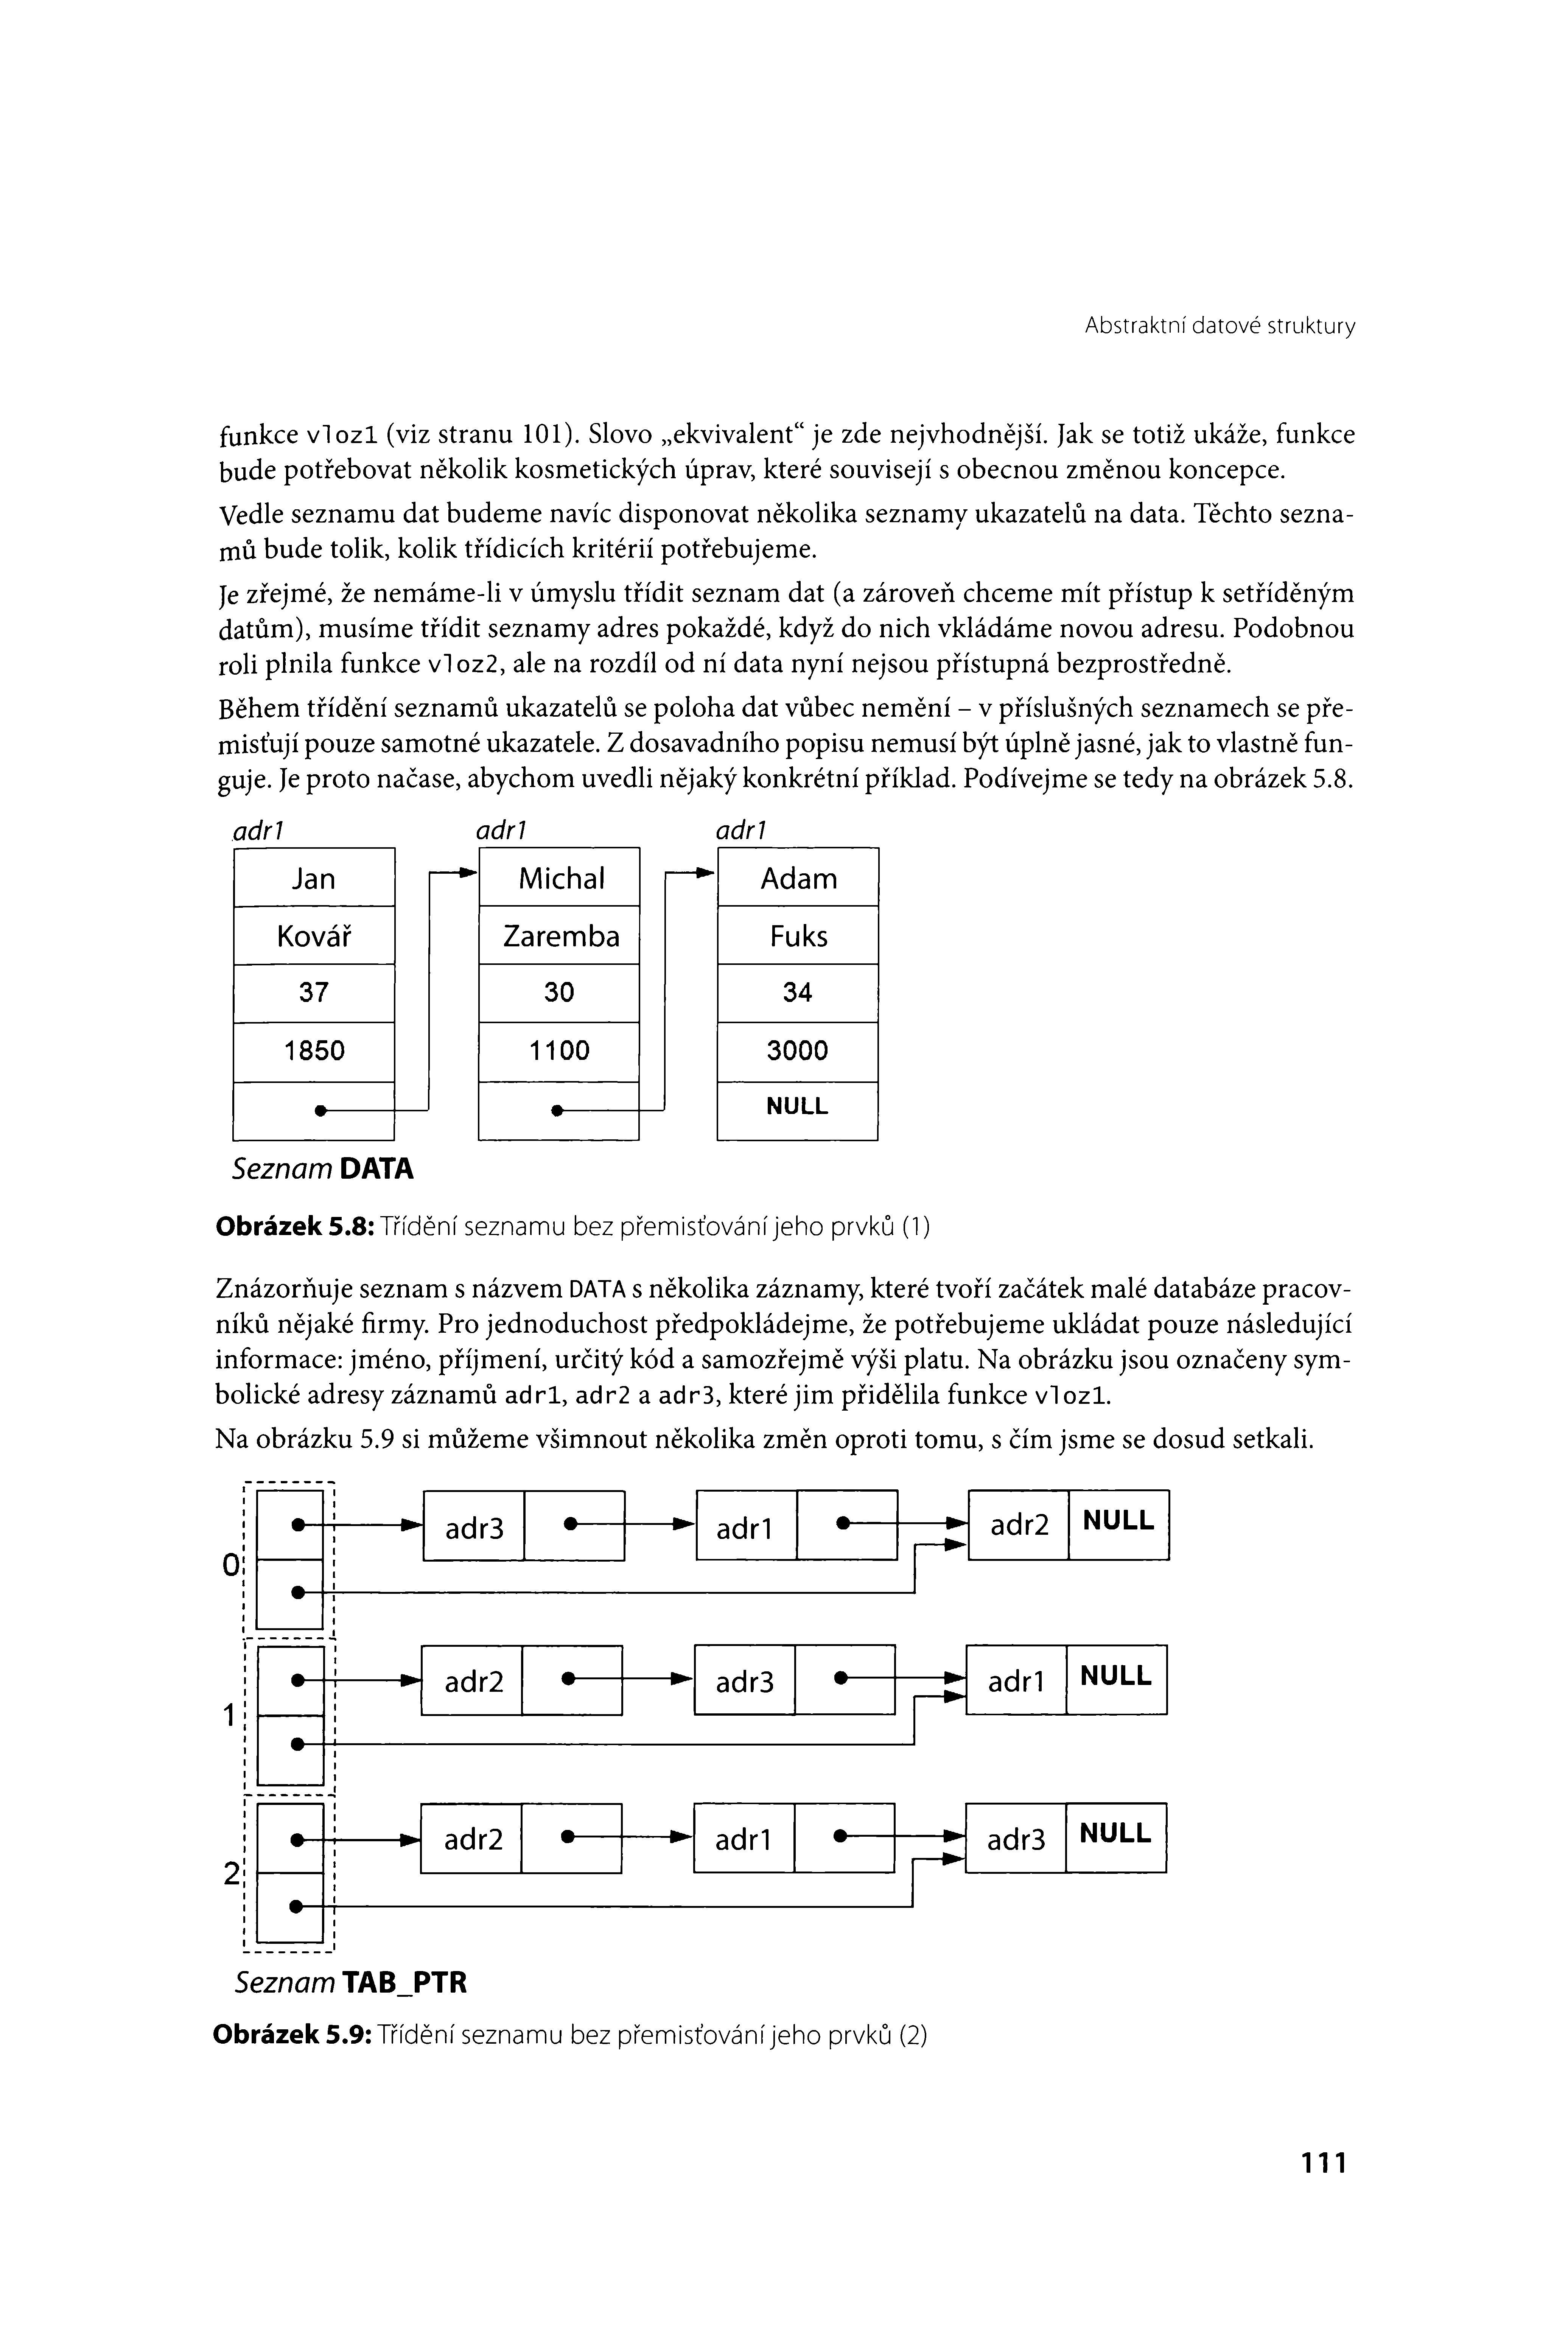 Abstraktní datové struktury
funkce vloz1 (viz stranu 101). Slovo „ekvivalent“ je zde nejvhodnější. Jak se totiž ukáže, funkce
bude potřebovat několik kosmetických úprav, které souvisejí s obecnou změnou koncepce.
Vedle seznamu dat budeme navíc disponovat několika seznamy ukazatelů na data. Těchto sezna-
mů bude tolik, kolik třídicích kritérií potřebujeme.
Je zřejmé, že nemáme-li v úmyslu třídit seznam dat (a zároveň chceme mít přístup k setříděným
datům), musíme třídit seznamy adres pokaždé, když do nich vkládáme novou adresu. Podobnou
roli plnila funkce vloz2, ale na rozdíl od ní data nyní nejsou přístupná bezprostředně.
Během třídění seznamů ukazatelů se poloha dat vůbec nemění – v příslušných seznamech se pře-
misťují pouze samotné ukazatele. Z dosavadního popisu nemusí být úplně jasné, jak to vlastně fun-
guje. Je proto načase, abychom uvedli nějaký konkrétní příklad. Podívejme se tedy na obrázek 5.8.
adr1 adr1 adr1
Jan Michal Adam
Kovář Zaremba Fuks
37 30 34
1850 1100 3000
NULL
Seznam DATA
Obrázek 5.8: Třídění seznamu bez přemisťování jeho prvků (1)
Znázorňuje seznam s názvem DATA s několika záznamy, které tvoří začátek malé databáze pracov-
níků nějaké firmy. Pro jednoduchost předpokládejme, že potřebujeme ukládat pouze následující
informace: jméno, příjmení, určitý kód a samozřejmě výši platu. Na obrázku jsou označeny sym-
bolické adresy záznamů adr1, adr2 a adr3, které jim přidělila funkce vloz1.
Na obrázku 5.9 si můžeme všimnout několika změn oproti tomu, s čím jsme se dosud setkali.
0 adr3 adr1 adr2 NULL
1 adr2 adr3 adr1 NULL
2 adr2 adr1 adr3 NULL
Seznam TAB_PTR
Obrázek 5.9: Třídění seznamu bez přemisťování jeho prvků (2)
111